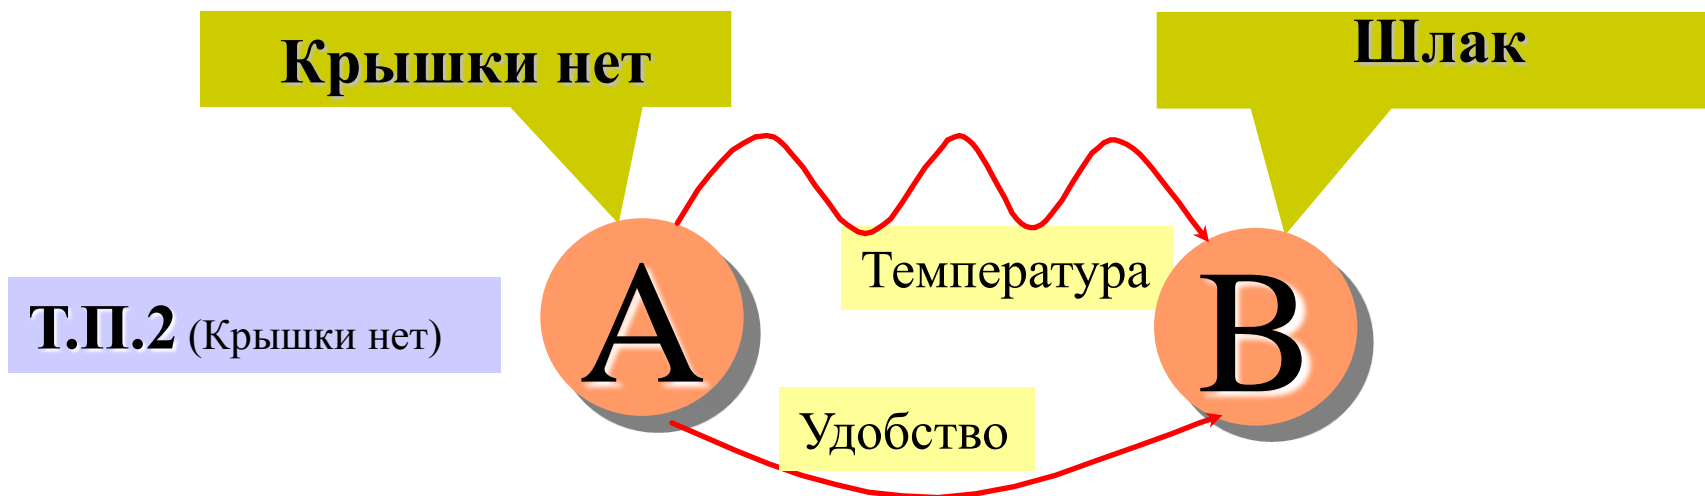 Крышки нет
Шлак
Температура
Т.П.2 (Крышки нет)
А
В
Удобство